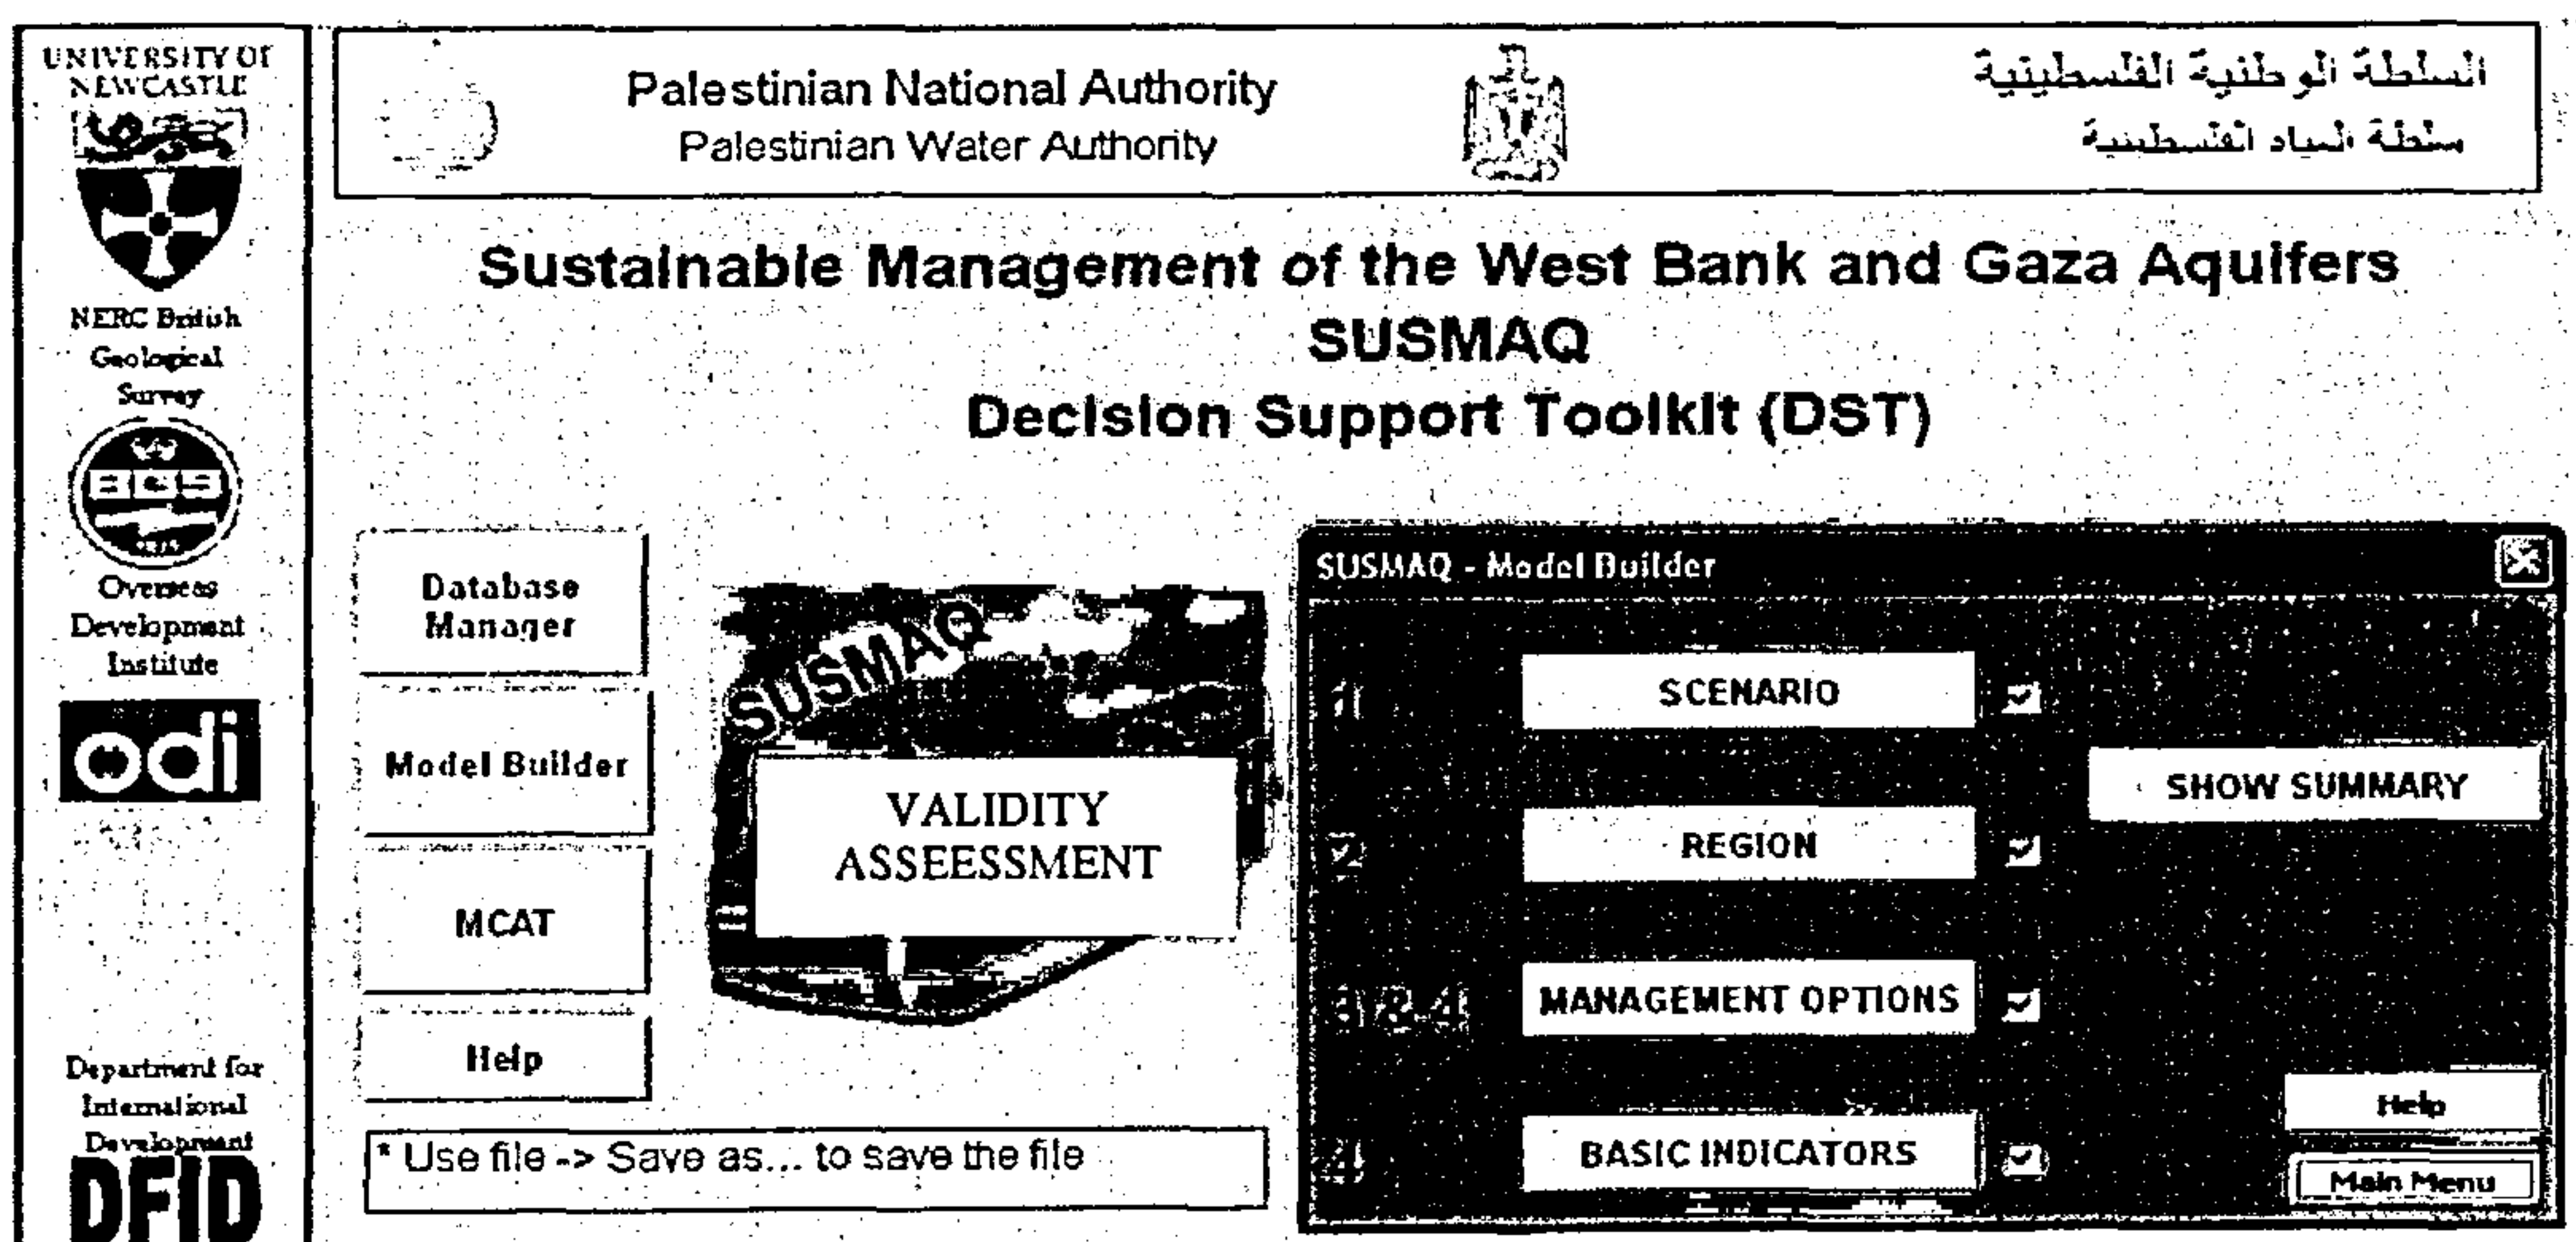 UNIVERSITY OF
NEWCASTLE
NERC British
Geological
Survey
BGS
Overseas
Development
Institute
odi
Department for
International
Development
DFID
Palestinian National Authority
Palestinian Water Authority
السلطة الوطنية الفلسطينية
سلطة المياه الفلسطينية
Sustainable Management of the West Bank and Gaza Aquifers
SUSMAQ
Decision Support Toolkit (DST)
Database
Manager
Model Builder
MCAT
Help
SUSMAQ
VALIDITY
ASSEESSMENT
* Use file -> Save as... to save the file
SUSMAQ - Model Builder
1 SCENARIO
SHOW SUMMARY
2 REGION
3 & 4 MANAGEMENT OPTIONS
4 BASIC INDICATORS
Help
Main Menu